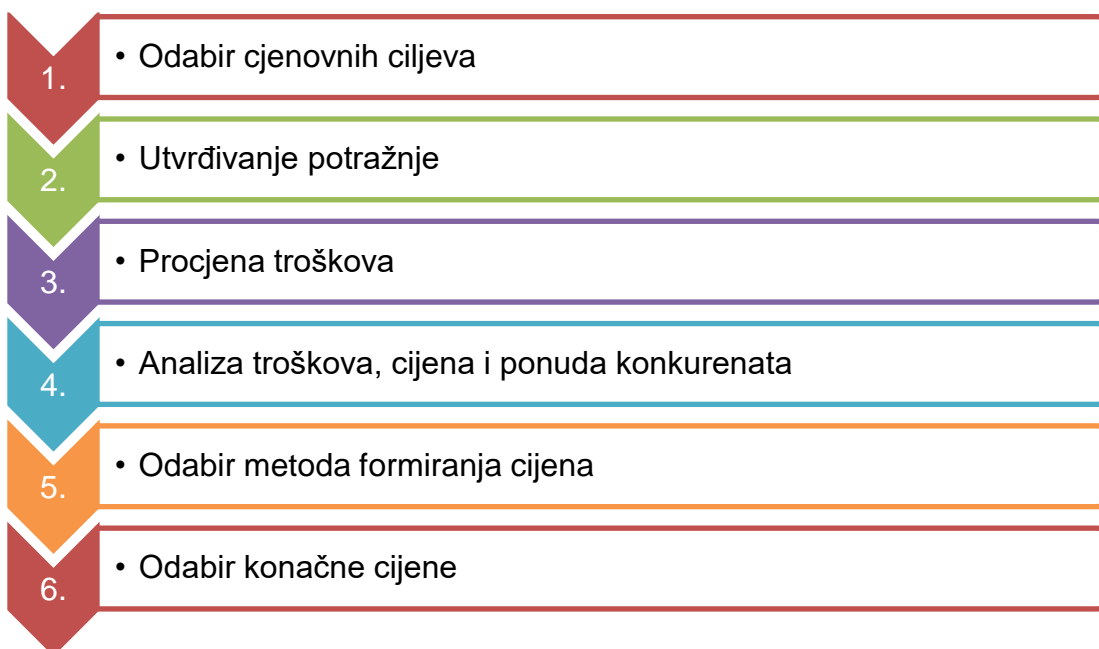 1.
• Odabir cjenovnih ciljeva
2.
• Utvrđivanje potražnje
3.
• Procjena troškova
4.
• Analiza troškova, cijena i ponuda konkurenata
5.
• Odabir metoda formiranja cijena
6.
• Odabir konačne cijene